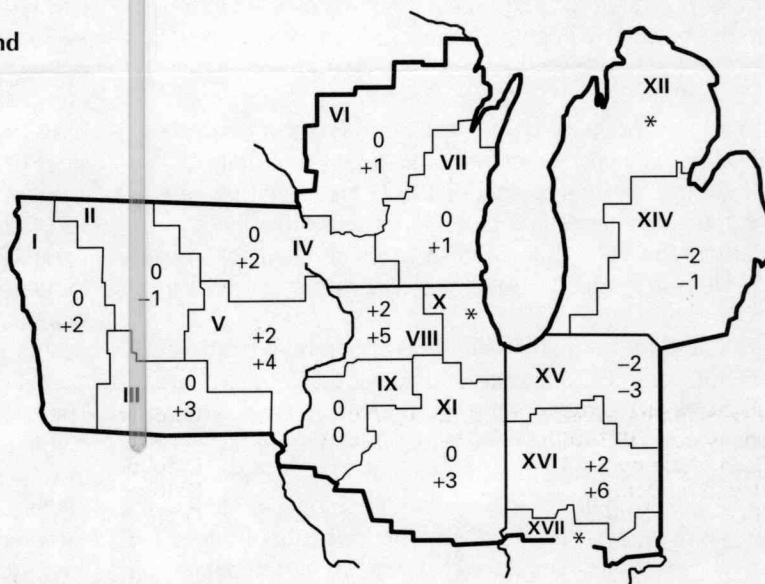 nd
XII
*
VI
0
+1
VII
0
+1
XIV
-2
-1
I
II
0
+2
0
-1
0
+2
IV
V
+2
+4
+2
+5
VIII
X
*
III
0
+3
IX
0
0
XI
0
+3
XV
-2
-3
XVI
+2
+6
XVII
*